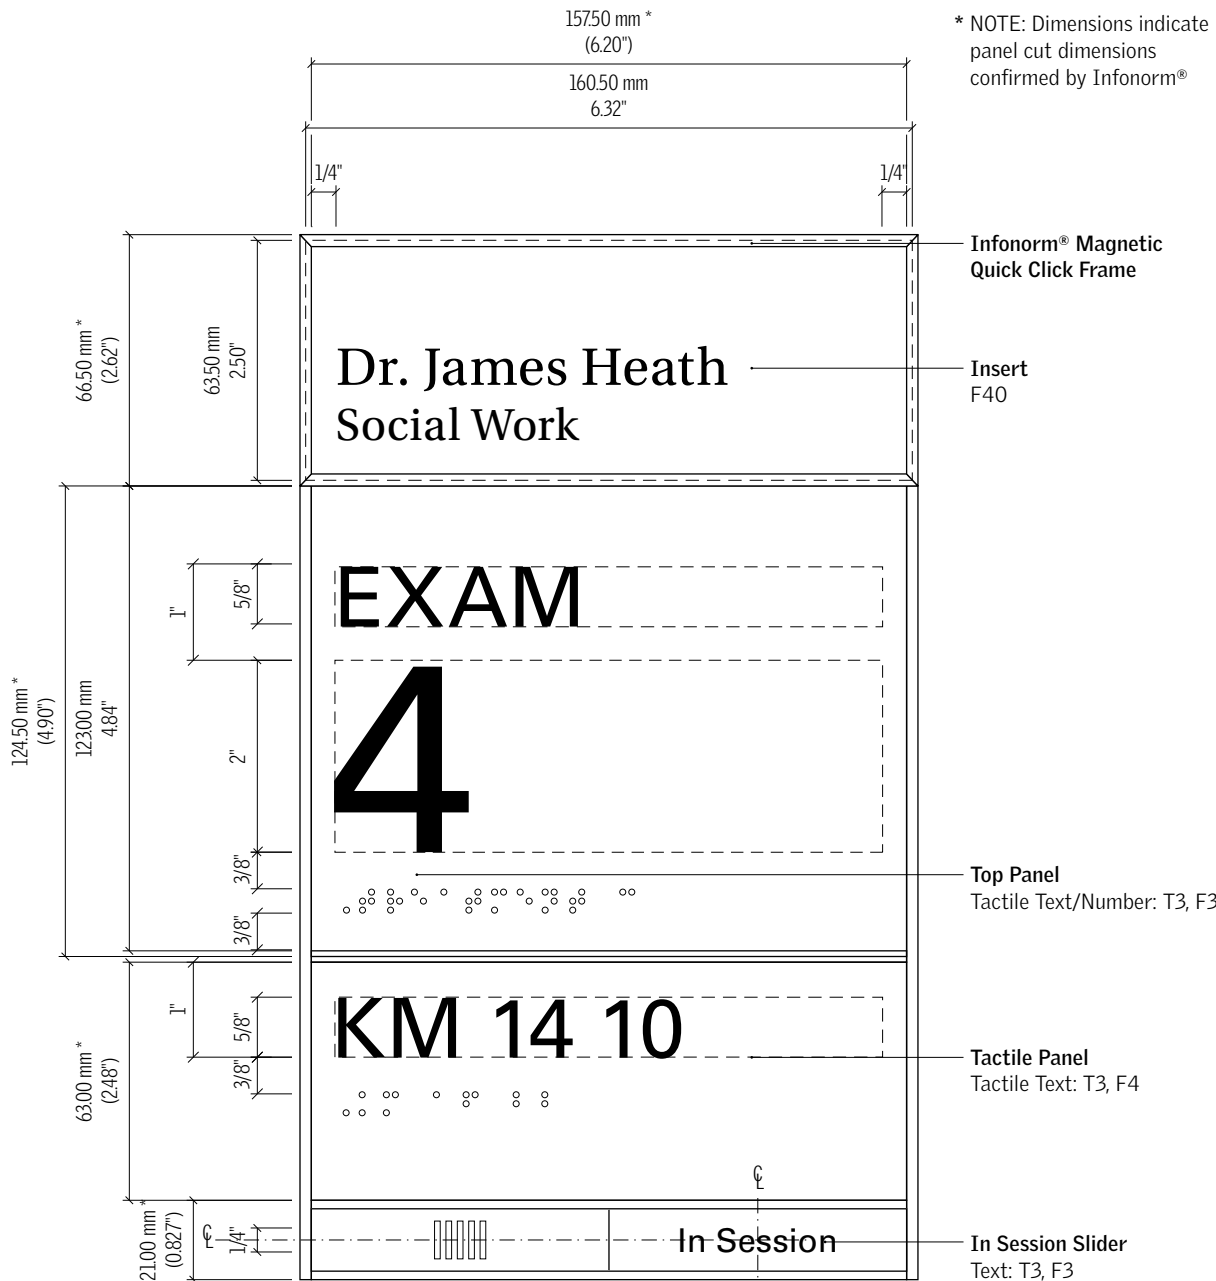 157.50 mm *
(6.20")
* NOTE: Dimensions indicate
panel cut dimensions
confirmed by Infonorm®
160.50 mm
6.32"
1/4"
1/4"
Infonorm® Magnetic
Quick Click Frame
66.50 mm *
(2.62")
63.50 mm
2.50"
Dr. James Heath
Social Work
Insert
F40
EXAM
5/8"
1"
4
2"
124.50 mm *
(4.90")
123.00 mm
4.84"
3/8"
3/8"
Top Panel
Tactile Text/Number: T3, F3
KM 14 10
1"
5/8"
3/8"
63.00 mm *
(2.48")
Tactile Panel
Tactile Text: T3, F4
℄
21.00 mm *
(0.827")
℄
1/4"
In Session
In Session Slider
Text: T3, F3